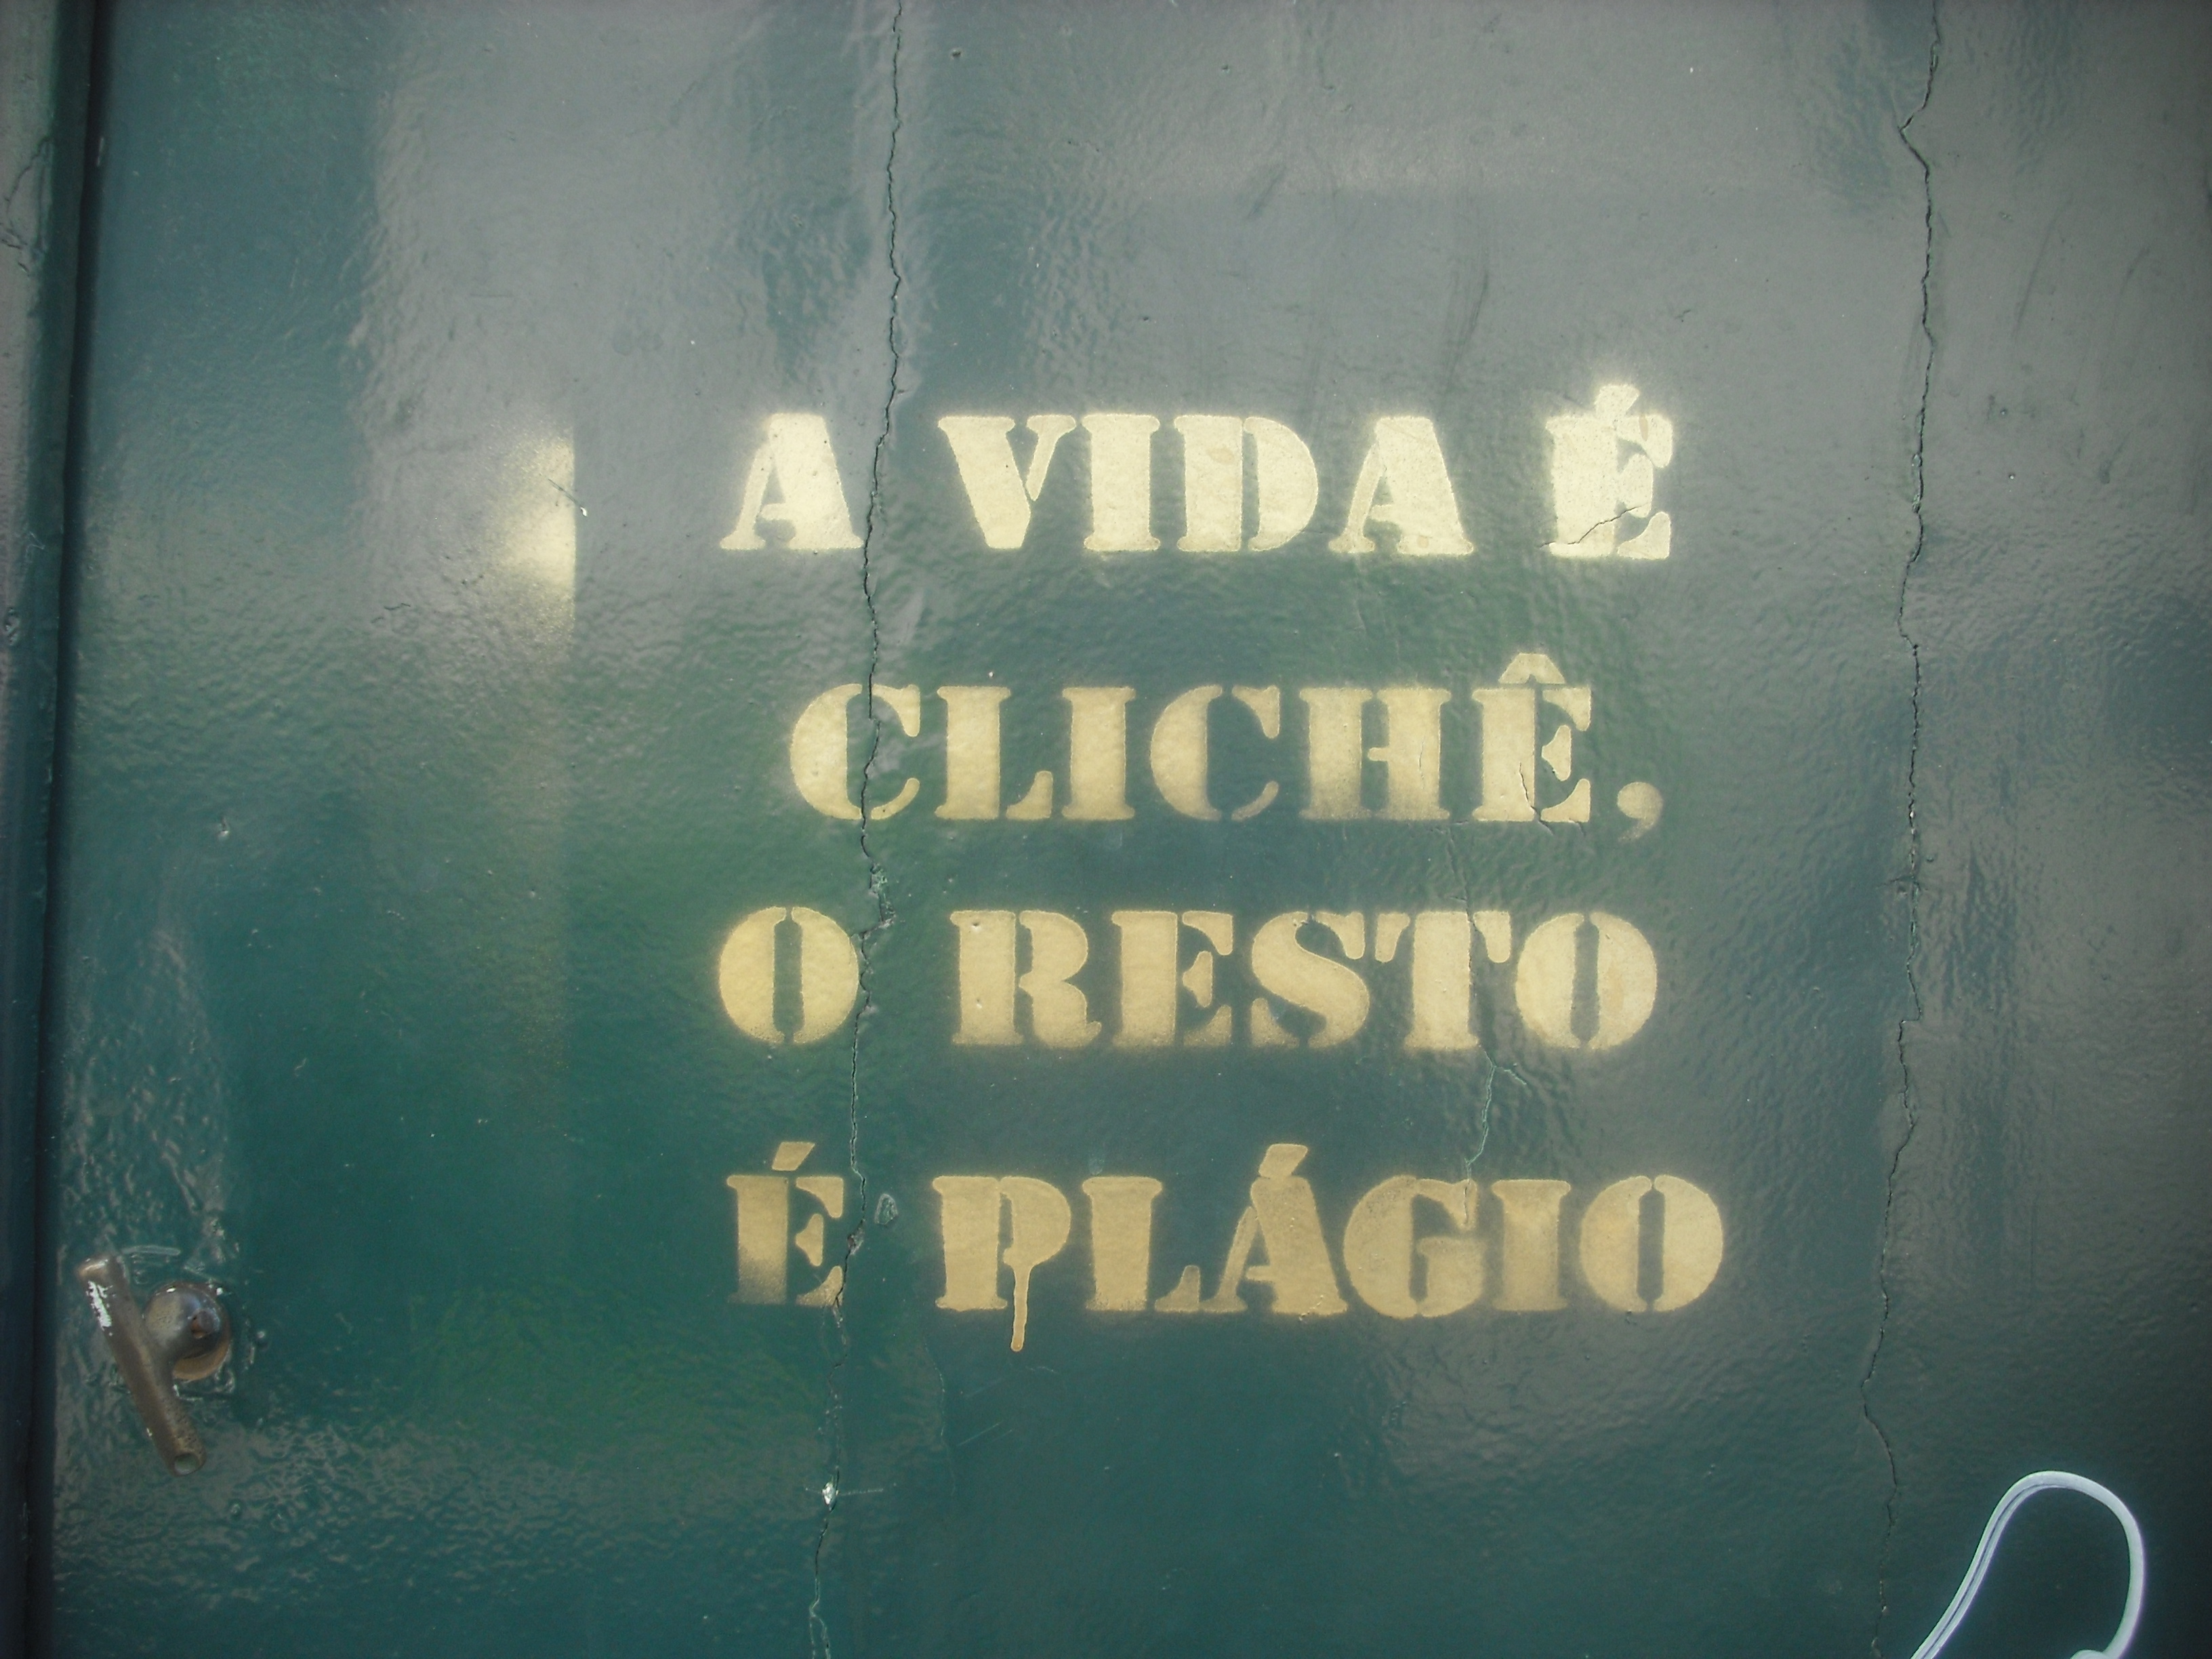 A VIDA É
CLICHÊ,
O RESTO
É PLÁGIO